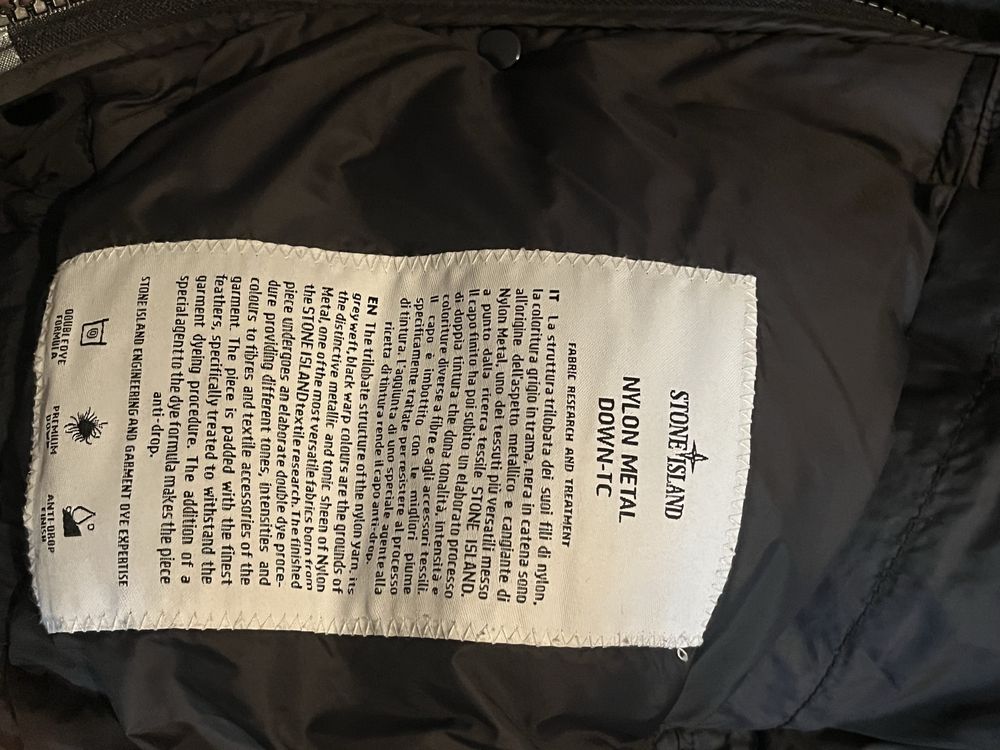 STONE ISLAND
NYLON METAL
DOWN-TC
FABRIC RESEARCH AND TREATMENT
IT La struttura trilobata dei suoi fili di nylon,
la coloritura grigio in trama, nera in catena sono
all'origine dell'aspetto metallico e cangiante di
Nylon Metal, uno dei tessuti più versatili messo
a punto dalla ricerca tessile STONE ISLAND.
Il capo finito ha poi subito un elaborato processo
di doppia tintura che dona tonalità, intensità e
coloriture diverse a fibre e agli accessori tessili.
Il capo è imbottito con le migliori piume
specificamente trattate per resistere al processo
di tintura. L'aggiunta di uno speciale agente alla
ricetta di tintura rende il capo anti-drop.
EN The trilobate structure of the nylon yarn, its
grey weft, black warp colours are the grounds of
the distinctive metallic and tonic sheen of Nylon
Metal, one of the most versatile fabrics born from
the STONE ISLAND textile research. The finished
piece undergoes an elaborate double dye proce-
dure providing different tones, intensities and
colours to fibres and textile accessories of the
garment. The piece is padded with the finest
feathers, specifically treated to withstand the
garment dyeing procedure. The addition of a
special agent to the dye formula makes the piece
anti-drop.
STONE ISLAND ENGINEERING AND GARMENT DYE EXPERTISE
DOUBLE DYE
FORMULA
PREMIUM
DOWN
ANTI-DROP
FINISH